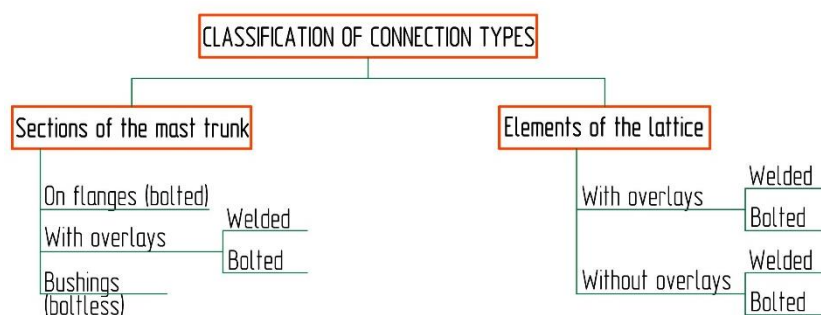 CLASSIFICATION OF CONNECTION TYPES
Sections of the mast trunk
On flanges (bolted)
With overlays
Welded
Bolted
Bushings
(boltless)
Elements of the lattice
With overlays
Welded
Bolted
Without overlays
Welded
Bolted